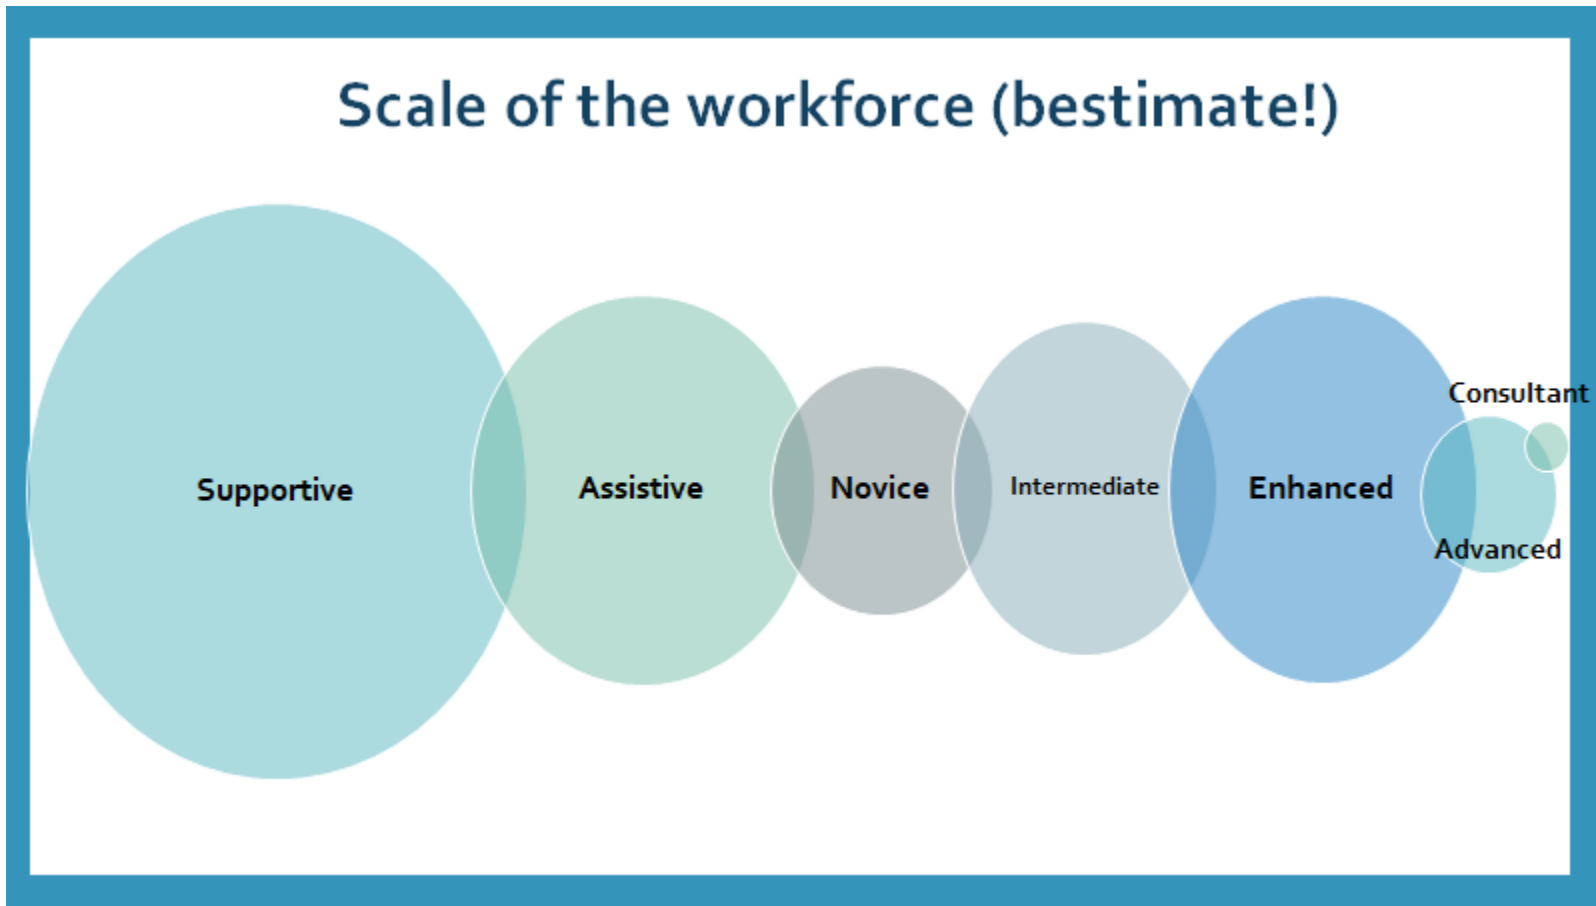 Scale of the workforce (bestimate!)
Supportive
Assistive
Novice
Intermediate
Enhanced
Consultant
Advanced